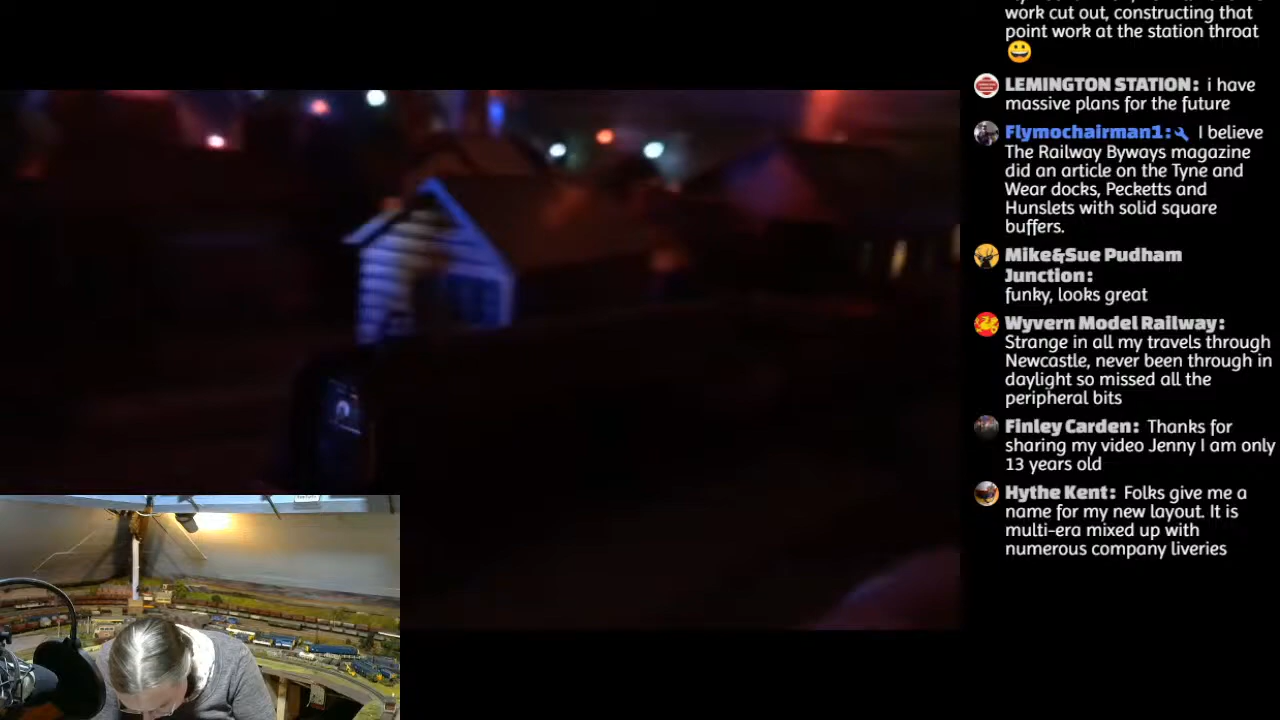 work cut out, constructing that
point work at the station throat
LEMINGTON STATION: i have
massive plans for the future
Flymochairman1: I believe
The Railway Byways magazine
did an article on the Tyne and
Wear docks, Pecketts and
Hunslets with solid square
buffers.
Mike&Sue Pudham
Junction:
funky, looks great
Wyvern Model Railway:
Strange in all my travels through
Newcastle, never been through in
daylight so missed all the
peripheral bits
Finley Carden: Thanks for
sharing my video Jenny I am only
13 years old
Hythe Kent: Folks give me a
name for my new layout. It is
multi-era mixed up with
numerous company liveries